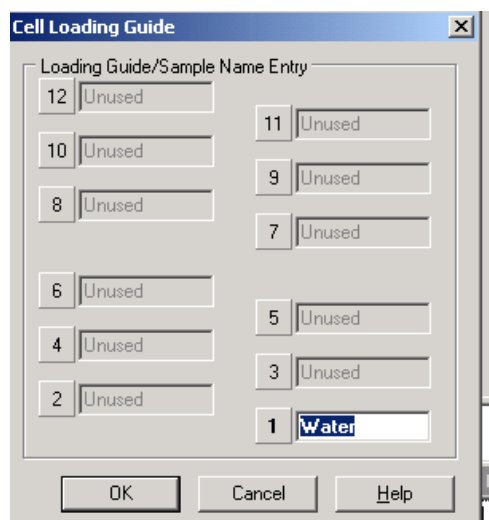 Cell Loading Guide
Loading Guide/Sample Name Entry
12 Unused
11 Unused
10 Unused
9 Unused
8 Unused
7 Unused
6 Unused
5 Unused
4 Unused
3 Unused
2 Unused
1 Water
OK Cancel Help